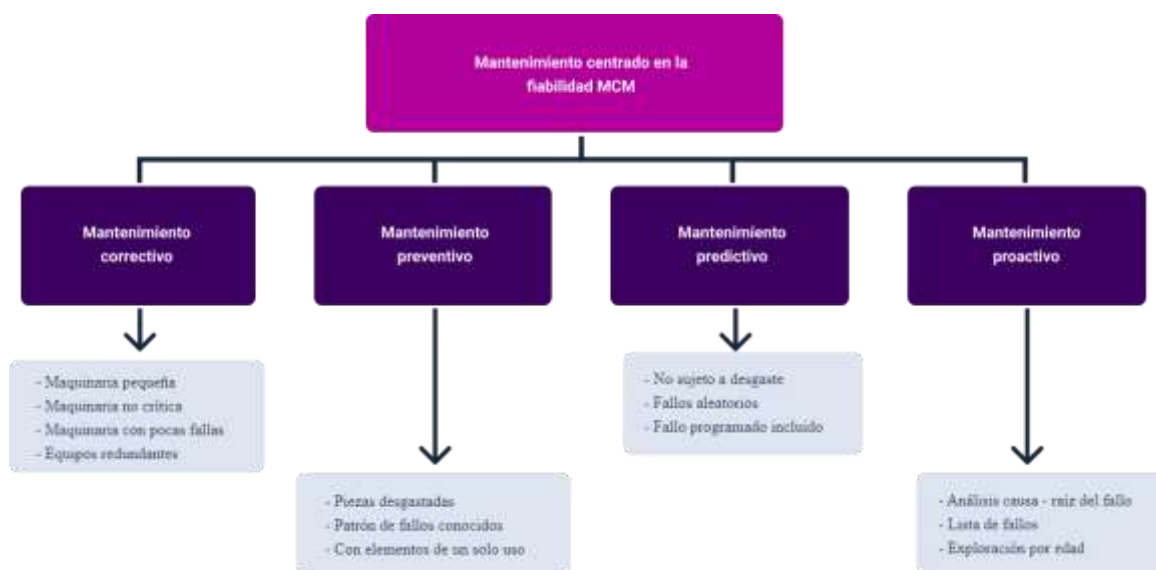 Mantenimiento centrado en la
fiabilidad MCM
Mantenimiento
correctivo
Mantenimiento
preventivo
Mantenimiento
predictivo
Mantenimiento
proactivo
- Maquinaria pequeña
- Maquinaria no crítica
- Maquinaria con pocas fallas
- Equipos redundantes
- Piezas desgastadas
- Patrón de fallos conocidos
- Con elementos de un solo uso
- No sujeto a desgaste
- Fallos aleatorios
- Fallo programado incluido
- Análisis causa - raiz del fallo
- Lista de fallos
- Exploración por edad